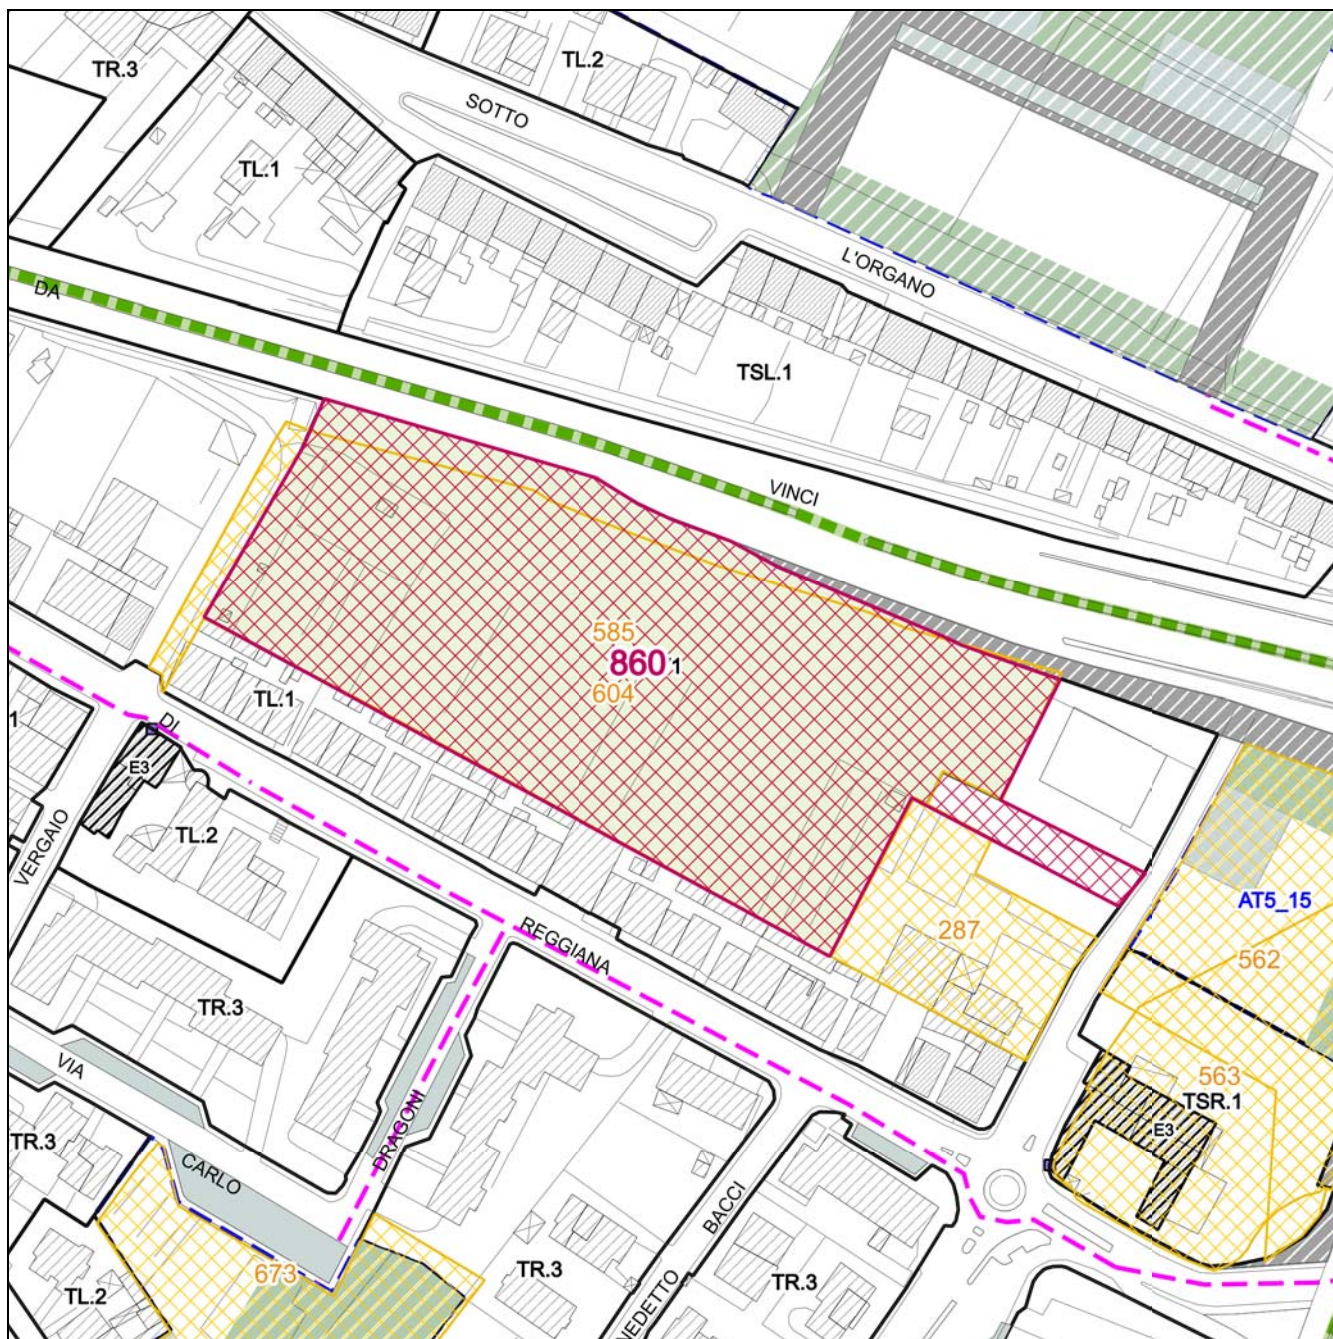 TR.3
TL.2
SOTTO
TL.1
L'ORGANO
DA
TSL.1
VINCI
585
860
1
604
TL.1
DI
1
E3
TL.2
VERGAIO
AT5_15
287
562
REGGIANA
TR.3
VIA
563
TSR.1
E3
DRAGONI
TR.3
CARLO
BACCI
673
TR.3
TR.3
TL.2
NEDETTO